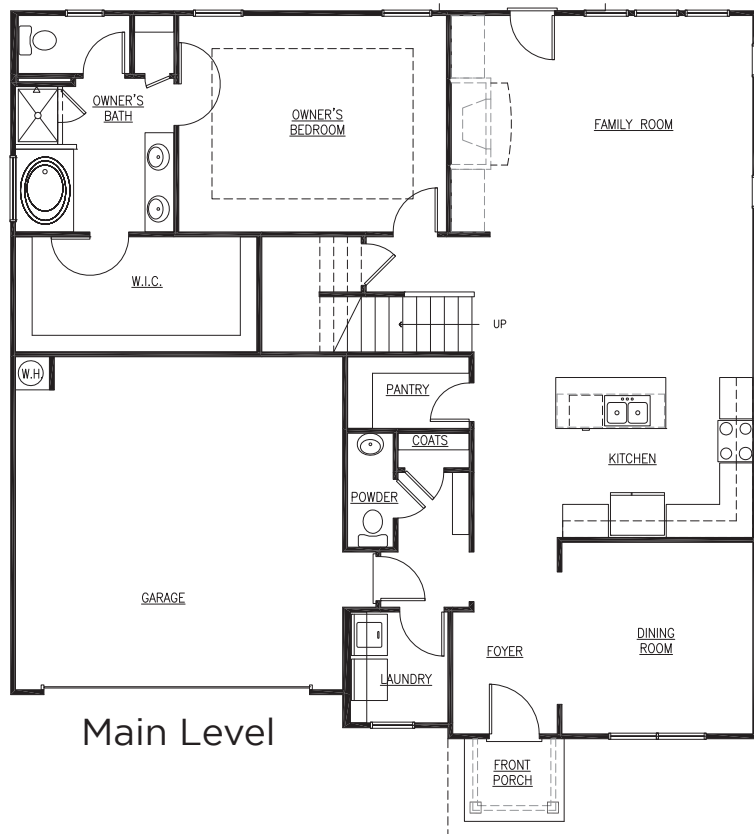 OWNER'S
BATH
OWNER'S
BEDROOM
FAMILY ROOM
W.I.C.
UP
W.H.
PANTRY
COATS
KITCHEN
POWDER
GARAGE
DINING
ROOM
FOYER
LAUNDRY
Main Level
FRONT
PORCH